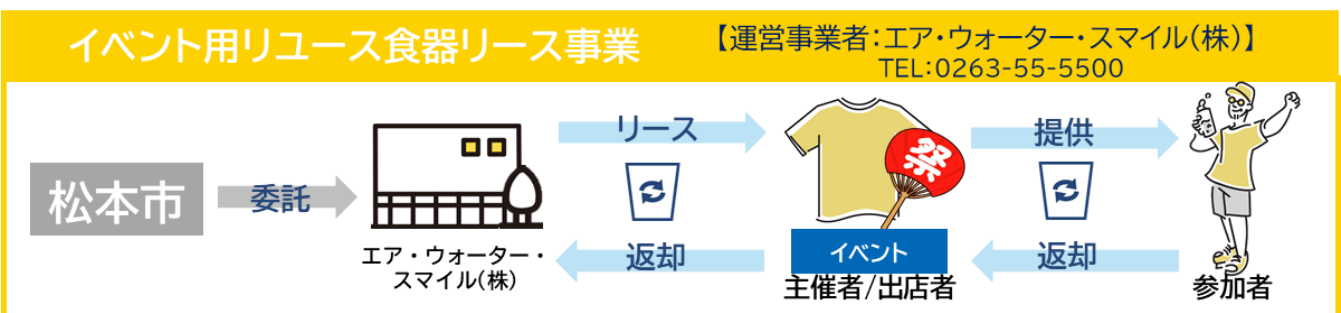 イベント用リユース食器リース事業
【運営事業者:エア・ウォーター・スマイル(株)】
TEL:0263-55-5500
松本市
委託
エア・ウォーター・
スマイル(株)
リース
返却
祭
イベント
主催者/出店者
提供
返却
参加者